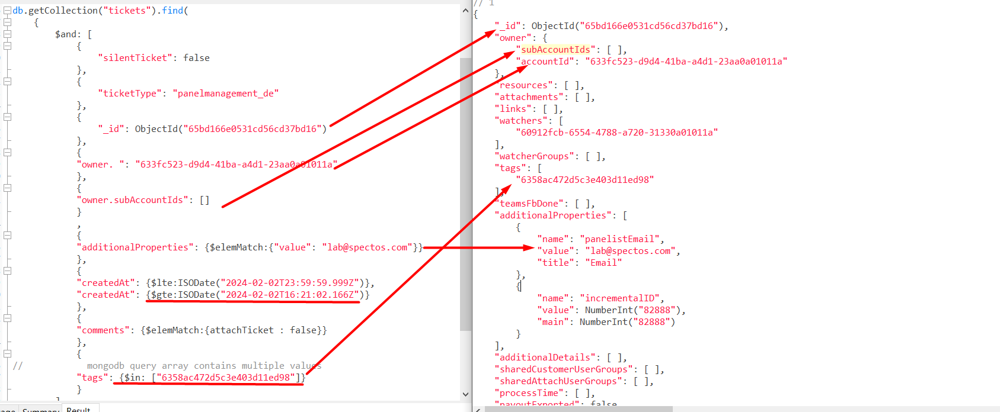 db.getCollection("tickets").find(
{
$and: [
{
"silentTicket": false
},
{
"ticketType": "panelmanagement_de"
},
{
"_id": ObjectId("65bd166e0531cd56cd37bd16")
},
{
"owner. ": "633fc523-d9d4-41ba-a4d1-23aa0a01011a"
},
{
"owner.subAccountIds": []
}
,
{
"additionalProperties": {$elemMatch:{"value": "lab@spectos.com"}}
},
{
"createdAt": {$lte:ISODate("2024-02-02T23:59:59.999Z")},
"createdAt": {$gte:ISODate("2024-02-02T16:21:02.166Z")}
},
{
"comments": {$elemMatch:{attachTicket : false}}
},
{
// mongodb query array contains multiple values
"tags": {$in: ["6358ac472d5c3e403d11ed98"]}
}
]
Summary
Result
// 1
{
"_id": ObjectId("65bd166e0531cd56cd37bd16"),
"owner": {
"subAccountIds": [ ],
"accountId": "633fc523-d9d4-41ba-a4d1-23aa0a01011a"
},
"resources": [ ],
"attachments": [ ],
"links": [ ],
"watchers": [
"60912fcb-6554-4788-a720-31330a01011a"
],
"watcherGroups": [ ],
"tags": [
"6358ac472d5c3e403d11ed98"
],
"teamsFbDone": [ ],
"additionalProperties": [
{
"name": "panelistEmail",
"value": "lab@spectos.com",
"title": "Email"
},
{
"name": "incrementalID",
"value": NumberInt("82888"),
"main": NumberInt("82888")
}
],
"additionalDetails": [ ],
"sharedCustomerUserGroups": [ ],
"sharedAttachUserGroups": [ ],
"processTime": [ ],
"payoutExported": false